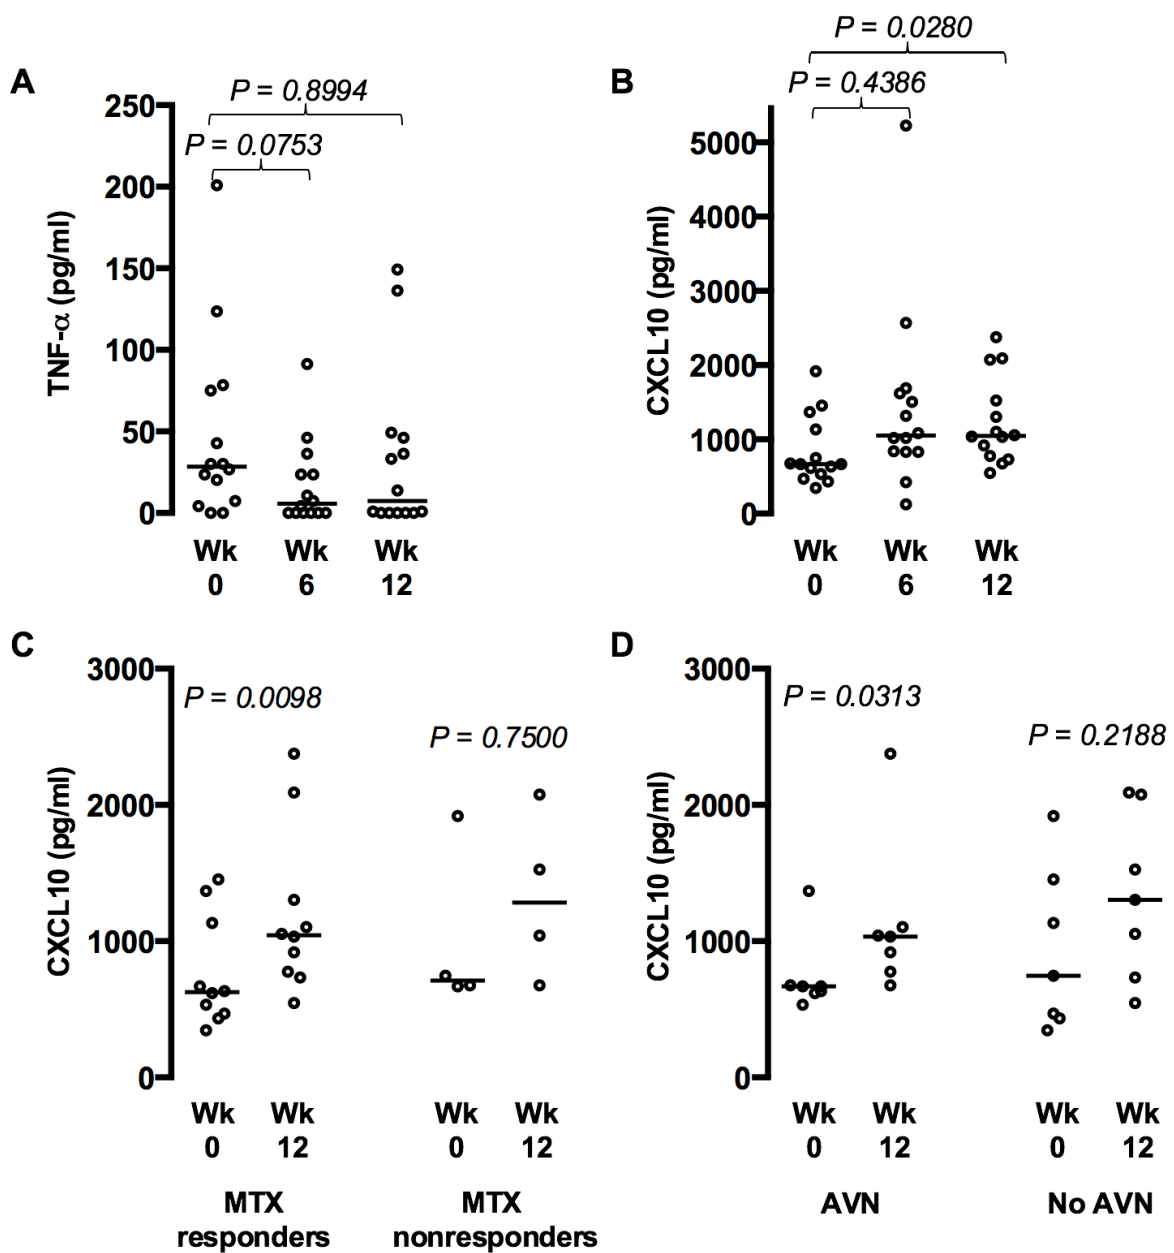 A
P = 0.8994
P = 0.0753
TNF-α (pg/ml)
250
200
150
100
50
0
Wk Wk Wk
0 6 12
B
P = 0.0280
P = 0.4386
CXCL10 (pg/ml)
5000
4000
3000
2000
1000
0
Wk Wk Wk
0 6 12
C
P = 0.0098
P = 0.7500
CXCL10 (pg/ml)
3000
2000
1000
0
Wk Wk Wk Wk
0 12 0 12
MTX MTX
responders nonresponders
D
P = 0.0313
P = 0.2188
CXCL10 (pg/ml)
3000
2000
1000
0
Wk Wk Wk Wk
0 12 0 12
AVN No AVN